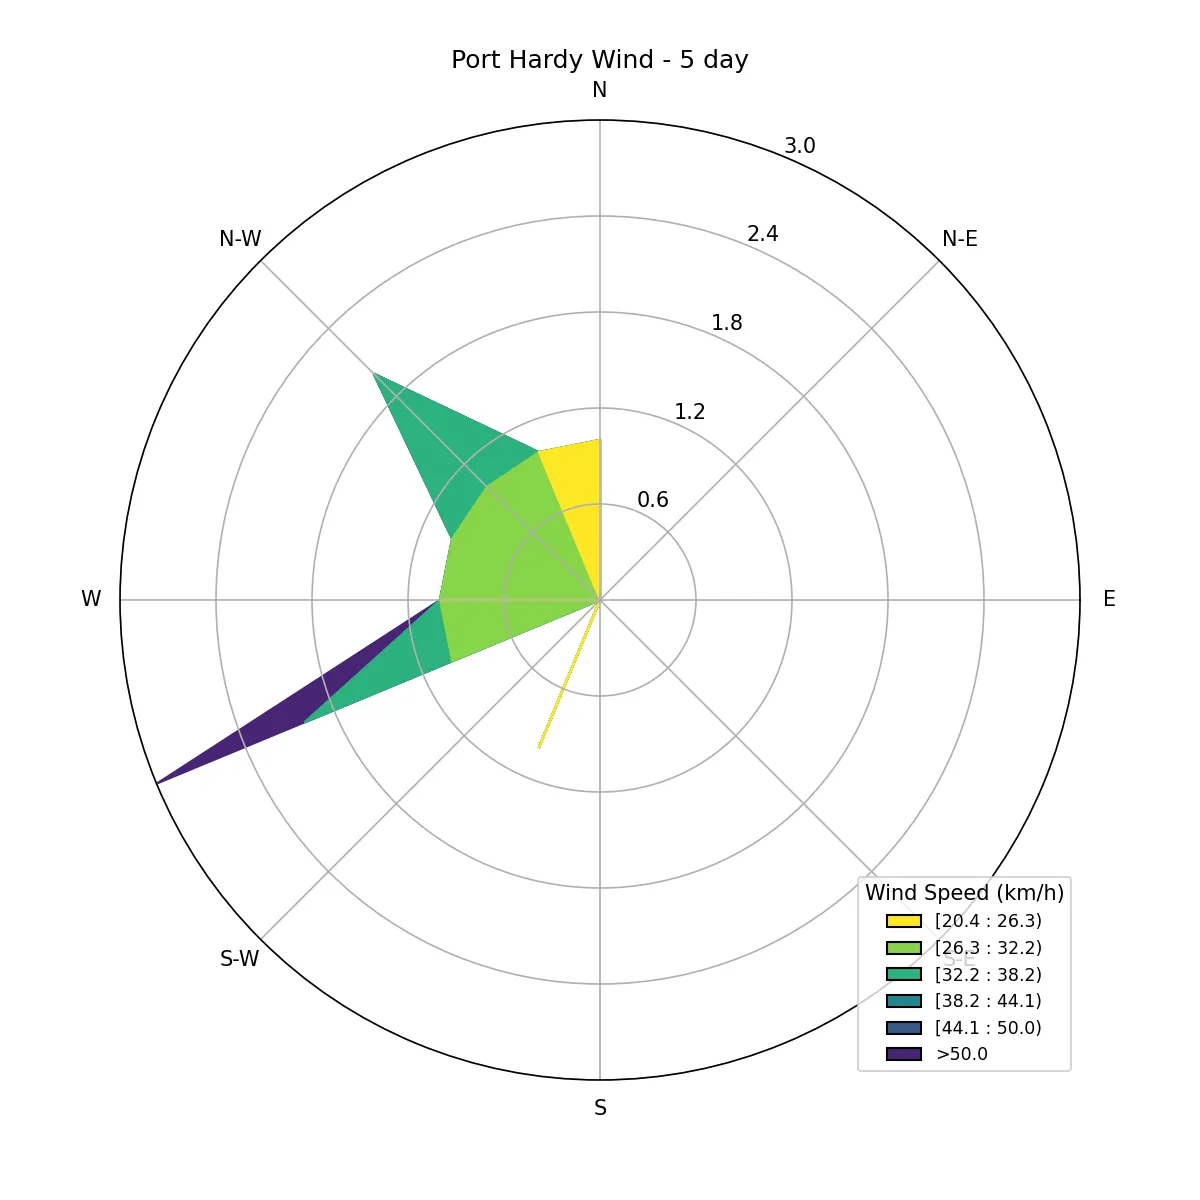 Port Hardy Wind - 5 day
N
3.0
N-W
N-E
2.4
1.8
1.2
0.6
W
E
Wind Speed (km/h)
[20.4 : 26.3)
[26.3 : 32.2)
[32.2 : 38.2)
[38.2 : 44.1)
[44.1 : 50.0)
>50.0
S-W
S-E
S